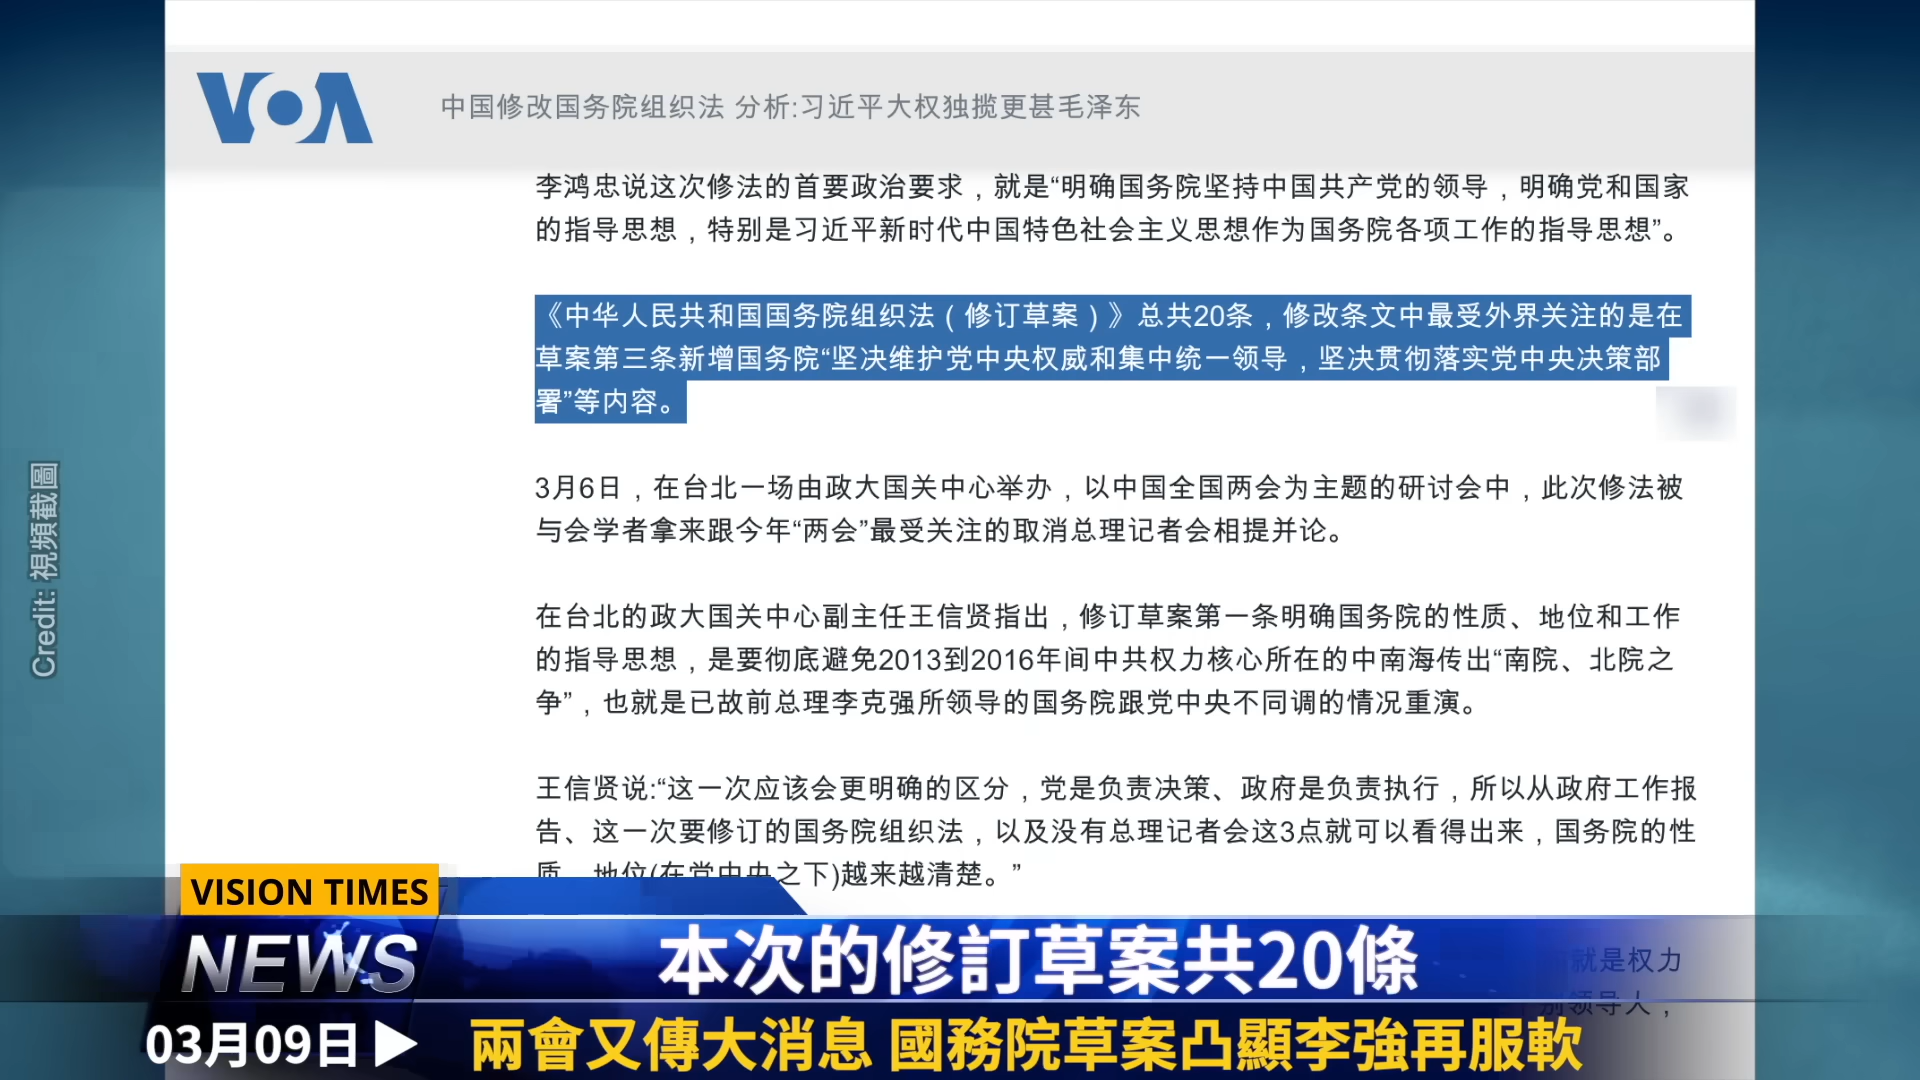 VOA
中国修改国务院组织法 分析:习近平大权独揽更甚毛泽东
李鸿忠说这次修法的首要政治要求，就是“明确国务院坚持中国共产党的领导，明确党和国家
的指导思想，特别是习近平新时代中国特色社会主义思想作为国务院各项工作的指导思想”。
《中华人民共和国国务院组织法（修订草案）》总共20条，修改条文中最受外界关注的是在
草案第三条新增国务院“坚决维护党中央权威和集中统一领导，坚决贯彻落实党中央决策部
署”等内容。
3月6日，在台北一场由政大国关中心举办，以中国全国两会为主题的研讨会中，此次修法被
与会学者拿来跟今年“两会”最受关注的取消总理记者会相提并论。
在台北的政大国关中心副主任王信贤指出，修订草案第一条明确国务院的性质、地位和工作
的指导思想，是要彻底避免2013到2016年间中共权力核心所在的中南海传出“南院、北院之
争”，也就是已故前总理李克强所领导的国务院跟党中央不同调的情况重演。
王信贤说:“这一次应该会更明确的区分，党是负责决策、政府是负责执行，所以从政府工作报
告、这一次要修订的国务院组织法，以及没有总理记者会这3点就可以看得出来，国务院的性
质、地位(在党中央之下)越来越清楚。”
就是权力
别领导人，
Credit: 視頻截圖
VISION TIMES
NEWS
本次的修訂草案共20條
03月09日
兩會又傳大消息 國務院草案凸顯李強再服軟